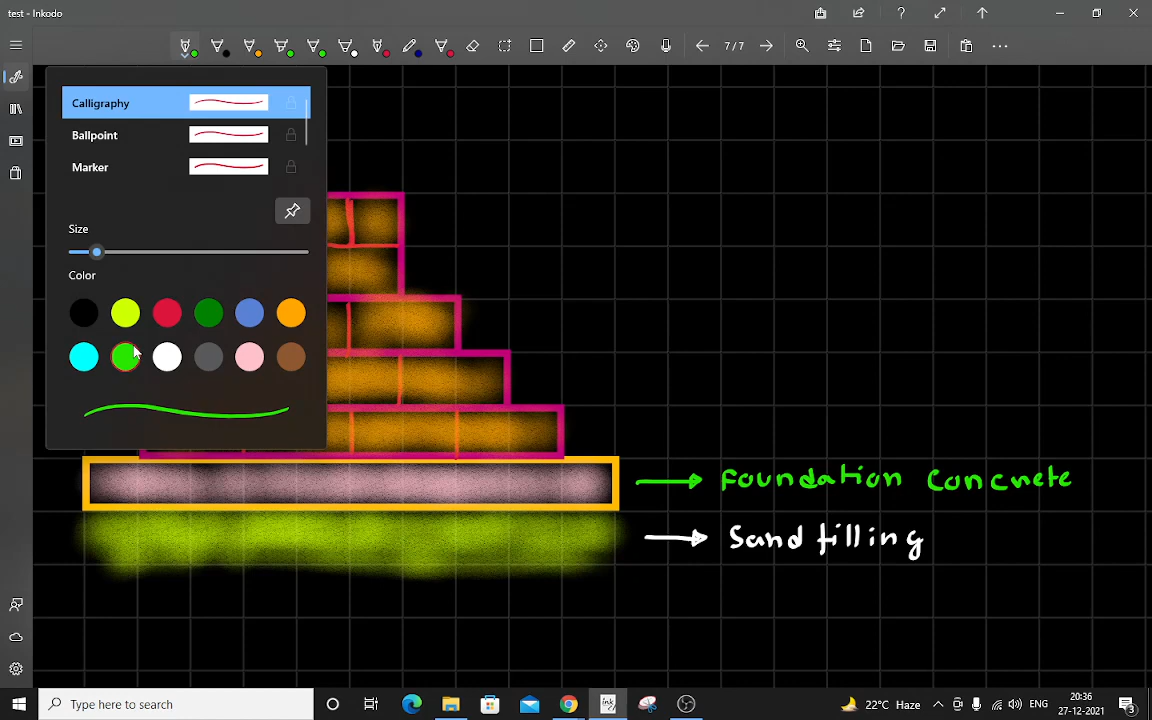 test - Inkodo
7/7
Calligraphy
Ballpoint
Marker
Size
Color
Foundation Concrete
Sand filling
Type here to search
22°C Haze
ENG
20:36
27-12-2021
3